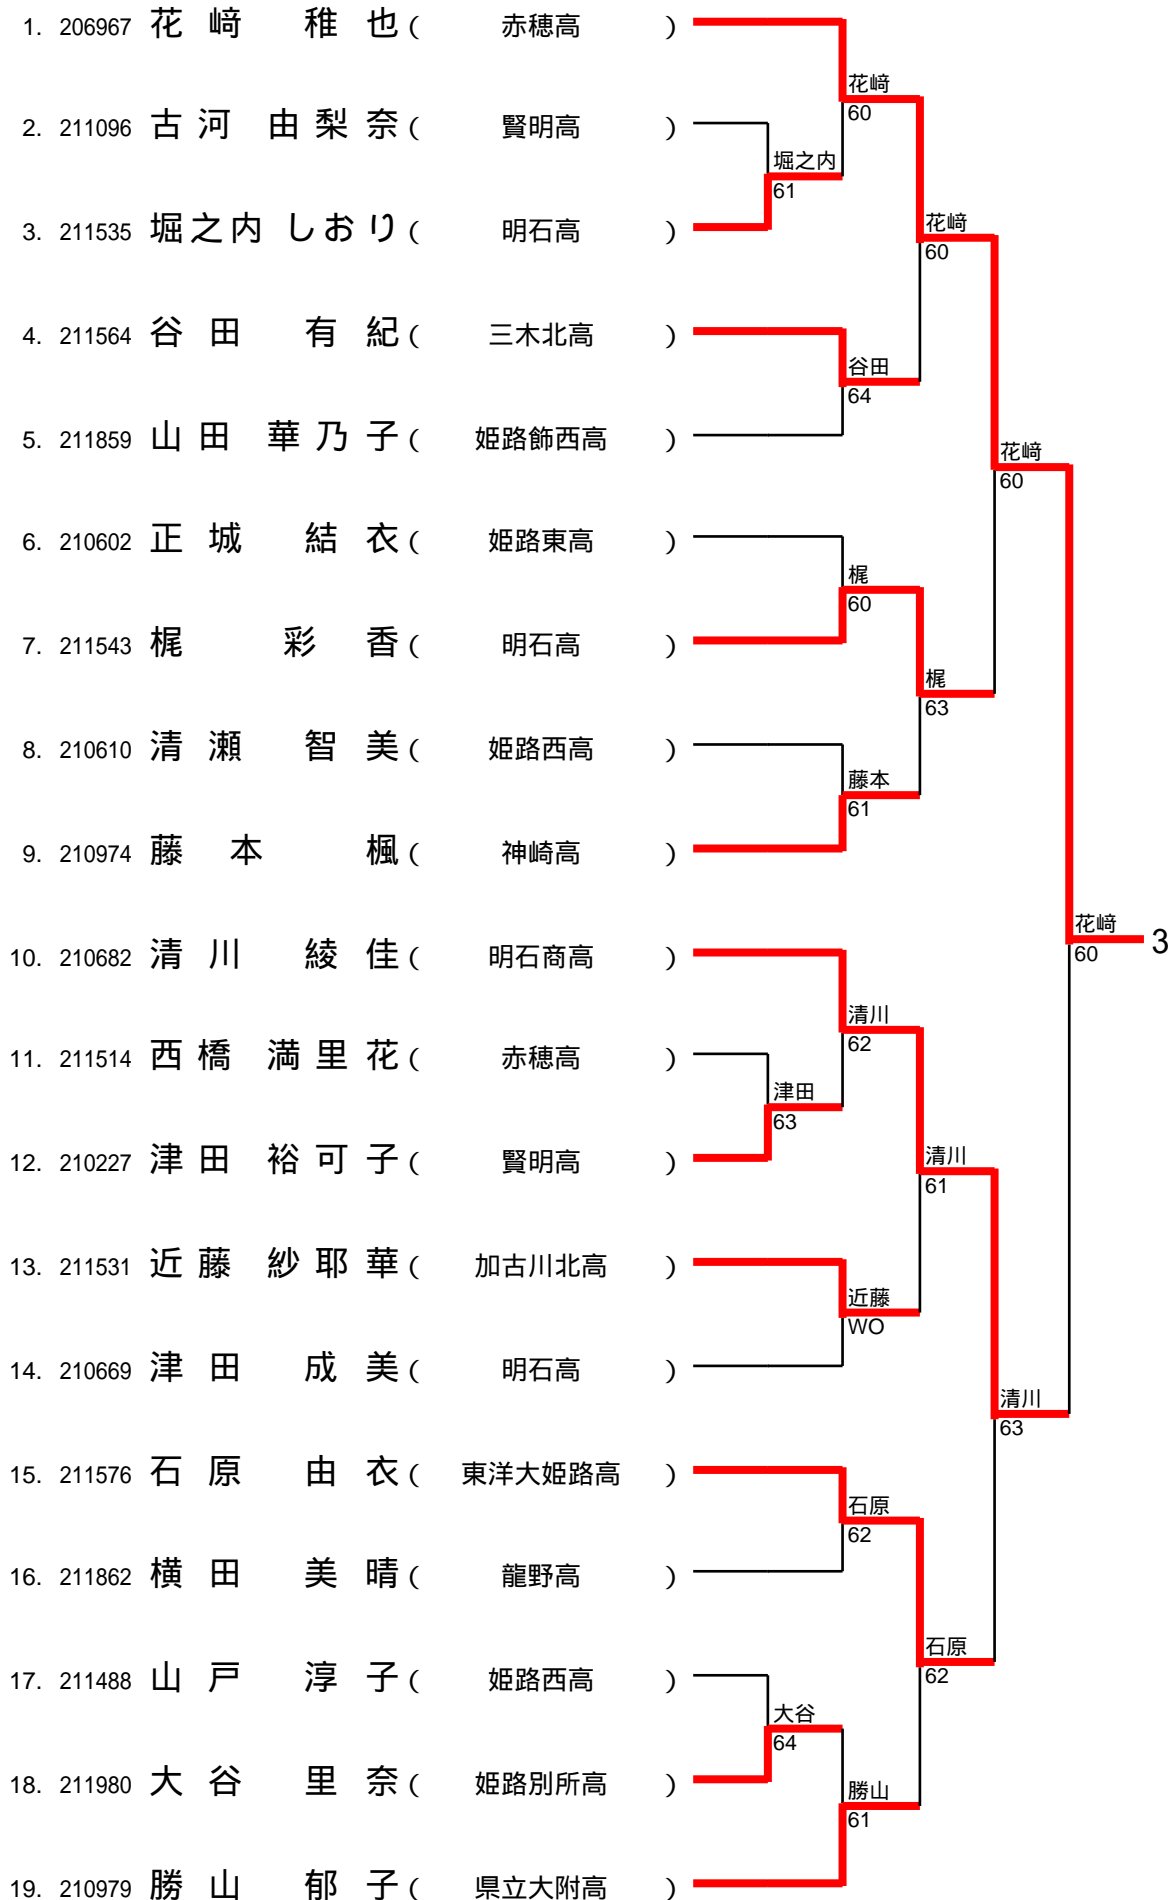 1. 206967 花﨑 稚也 ( 赤穂高 )
花﨑
60
2. 211096 古河 由梨奈 ( 賢明高 )
堀之内
61
3. 211535 堀之内 しおり ( 明石高 )
花﨑
60
4. 211564 谷田 有紀 ( 三木北高 )
谷田
64
5. 211859 山田 華乃子 ( 姫路飾西高 )
花﨑
60
6. 210602 正城 結衣 ( 姫路東高 )
梶
60
7. 211543 梶 彩香 ( 明石高 )
梶
63
8. 210610 清瀬 智美 ( 姫路西高 )
藤本
61
9. 210974 藤本 楓 ( 神崎高 )
花﨑 3
60
10. 210682 清川 綾佳 ( 明石商高 )
清川
62
11. 211514 西橋 満里花 ( 赤穂高 )
津田
63
12. 210227 津田 裕可子 ( 賢明高 )
清川
61
13. 211531 近藤 紗耶華 ( 加古川北高 )
近藤
WO
14. 210669 津田 成美 ( 明石高 )
清川
63
15. 211576 石原 由衣 ( 東洋大姫路高 )
石原
62
16. 211862 横田 美晴 ( 龍野高 )
石原
62
17. 211488 山戸 淳子 ( 姫路西高 )
大谷
64
18. 211980 大谷 里奈 ( 姫路別所高 )
勝山
61
19. 210979 勝山 郁子 ( 県立大附高 )